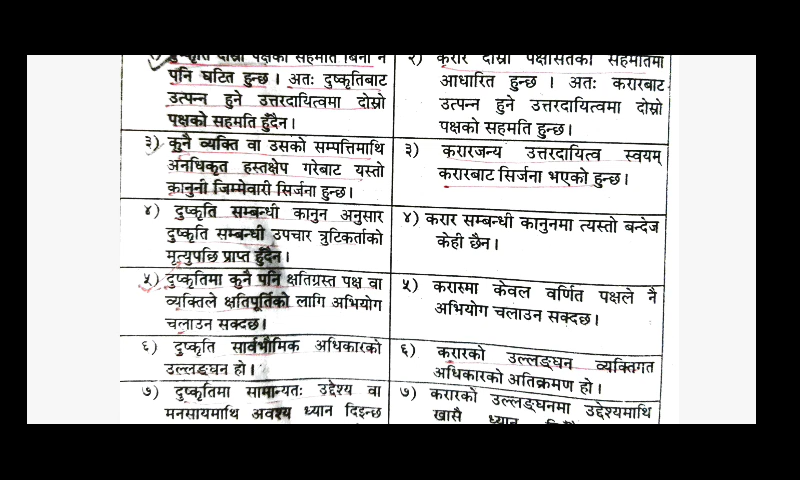 दुष्कृति दोस्रो पक्षको सहमति बिना नै
पनि घटित हुन्छ । अतः दुष्कृतिबाट
उत्पन्न हुने उत्तरदायित्वमा दोस्रो
पक्षको सहमति हुँदैन।
२) करार दोस्रो पक्षसितको सहमतिमा
आधारित हुन्छ । अतः करारबाट
उत्पन्न हुने उत्तरदायित्वमा दोस्रो
पक्षको सहमति हुन्छ।
३) कुनै व्यक्ति वा उसको सम्पत्तिमाथि
अनधिकृत हस्तक्षेप गरेबाट यस्तो
कानुनी जिम्मेवारी सिर्जना हुन्छ।
३) करारजन्य उत्तरदायित्व स्वयम्
करारबाट सिर्जना भएको हुन्छ।
४) दुष्कृति सम्बन्धी कानुन अनुसार
दुष्कृति सम्बन्धी उपचार त्रुटिकर्ताको
मृत्युपछि प्राप्त हुँदैन।
४) करार सम्बन्धी कानुनमा त्यस्तो बन्देज
केही छैन।
५) दुष्कृतिमा कुनै पनि क्षतिग्रस्त पक्ष वा
व्यक्तिले क्षतिपूर्तिको लागि अभियोग
चलाउन सक्दछ।
५) करारमा केवल वर्णित पक्षले नै
अभियोग चलाउन सक्दछ।
६) दुष्कृति सार्वभौमिक अधिकारको
उल्लङ्घन हो।
६) करारको उल्लङ्घन व्यक्तिगत
अधिकारको अतिक्रमण हो।
७) दुष्कृतिमा सामान्यतः उद्देश्य वा
मनसायमाथि अवश्य ध्यान दिइन्छ
७) करारको उल्लङ्घनमा उद्देश्यमाथि
खासै ध्यान